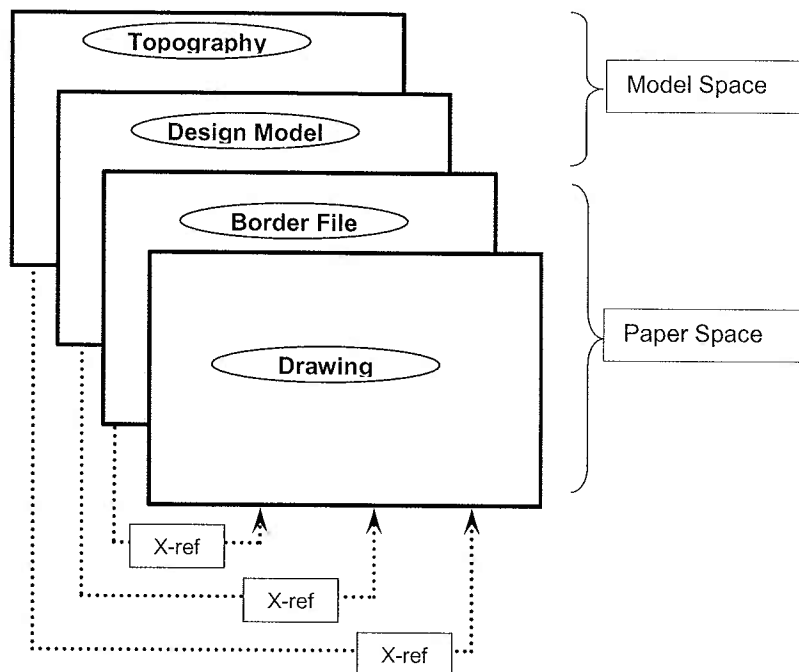 Topography
Model Space
Design Model
Border File
Paper Space
Drawing
X-ref
X-ref
X-ref